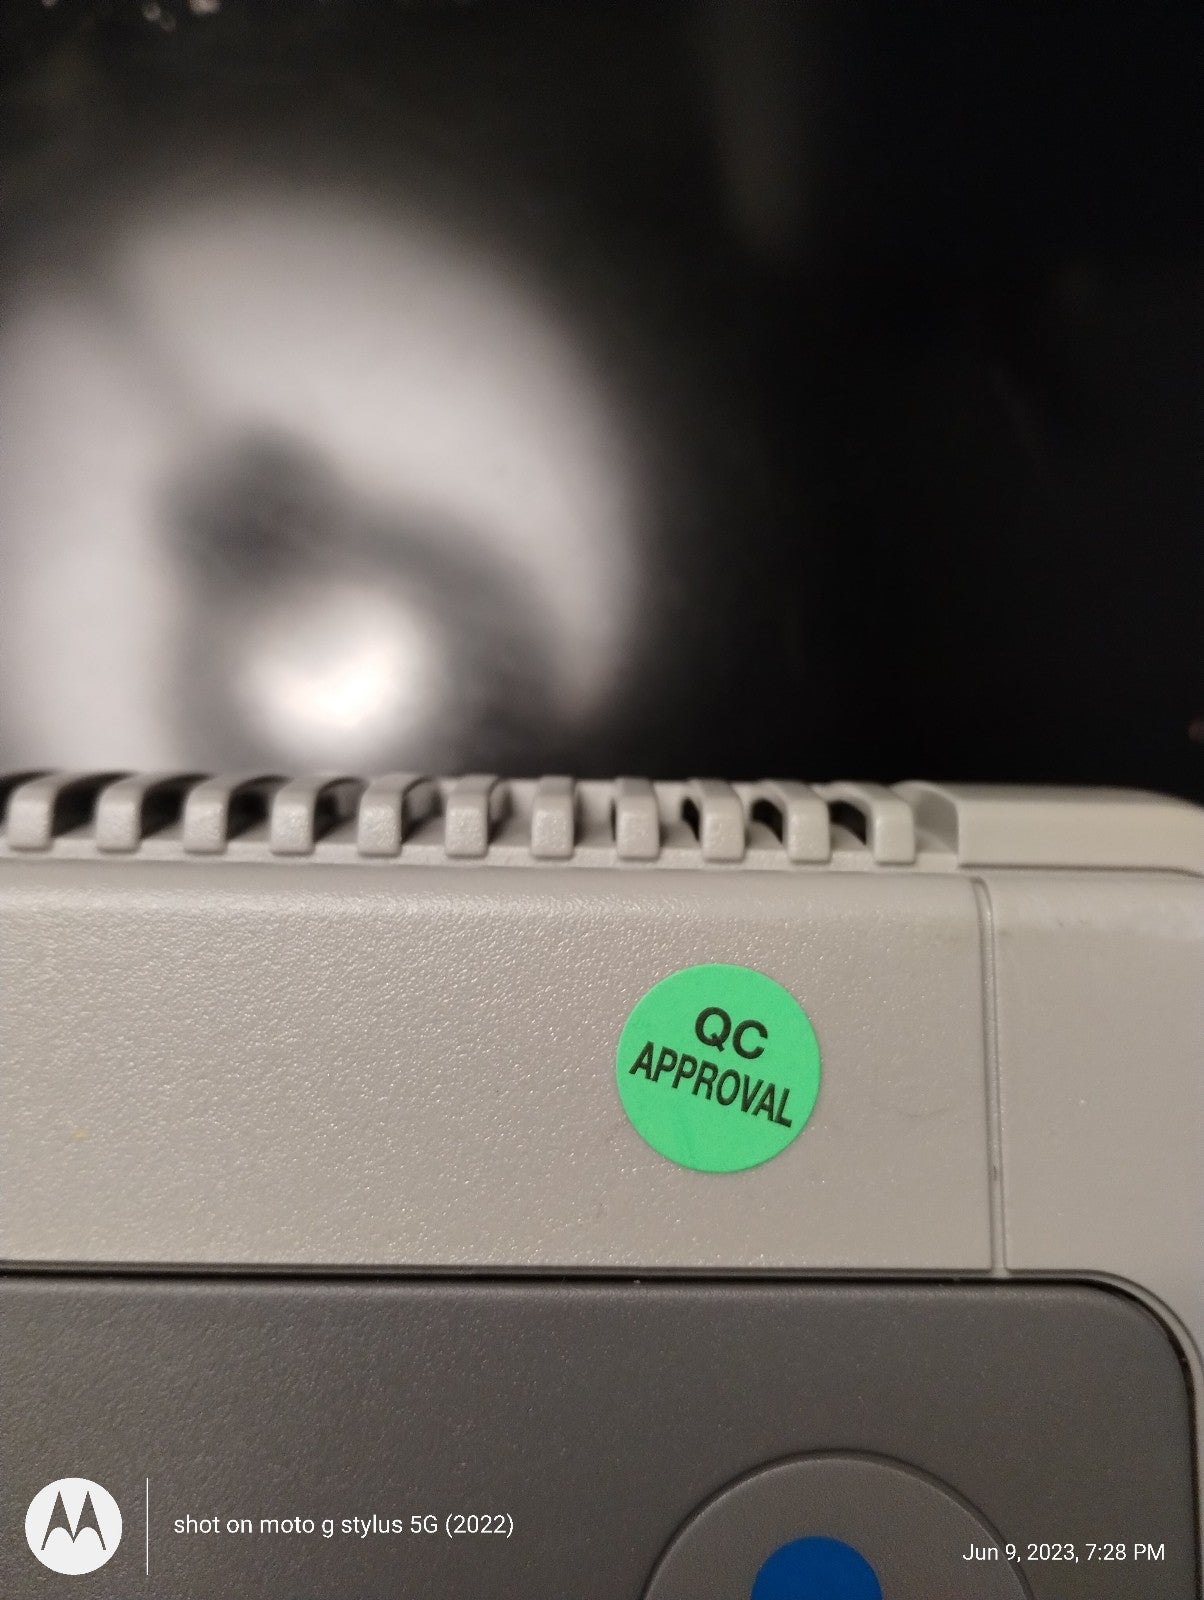 QC
APPROVAL
shot on moto g stylus 5G (2022)
Jun 9, 2023, 7:28 PM